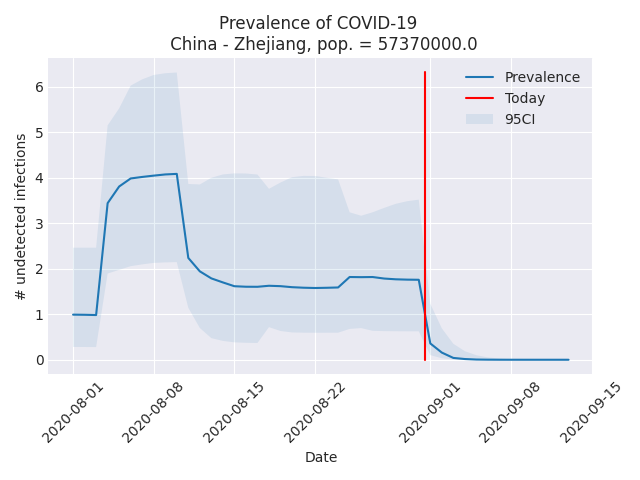 Prevalence of COVID-19
China - Zhejiang, pop. = 57370000.0
Prevalence
Today
95CI
# undetected infections
6
5
4
3
2
1
0
2020-08-01
2020-08-08
2020-08-15
2020-08-22
2020-09-01
2020-09-08
2020-09-15
Date